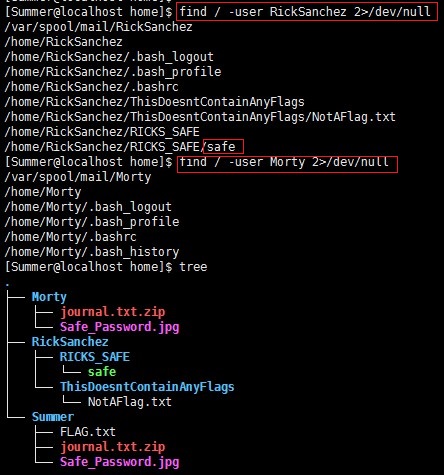 [Summer@localhost home]$ find / -user RickSanchez 2>/dev/null
/var/spool/mail/RickSanchez
/home/RickSanchez
/home/RickSanchez/.bash_logout
/home/RickSanchez/.bash_profile
/home/RickSanchez/.bashrc
/home/RickSanchez/ThisDoesntContainAnyFlags
/home/RickSanchez/ThisDoesntContainAnyFlags/NotAFlag.txt
/home/RickSanchez/RICKS_SAFE
/home/RickSanchez/RICKS_SAFE/safe
[Summer@localhost home]$ find / -user Morty 2>/dev/null
/var/spool/mail/Morty
/home/Morty
/home/Morty/.bash_logout
/home/Morty/.bash_profile
/home/Morty/.bashrc
/home/Morty/.bash_history
[Summer@localhost home]$ tree
.
├── Morty
│   ├── journal.txt.zip
│   └── Safe_Password.jpg
├── RickSanchez
│   ├── RICKS_SAFE
│   │   └── safe
│   └── ThisDoesntContainAnyFlags
│       └── NotAFlag.txt
└── Summer
    ├── FLAG.txt
    ├── journal.txt.zip
    └── Safe_Password.jpg